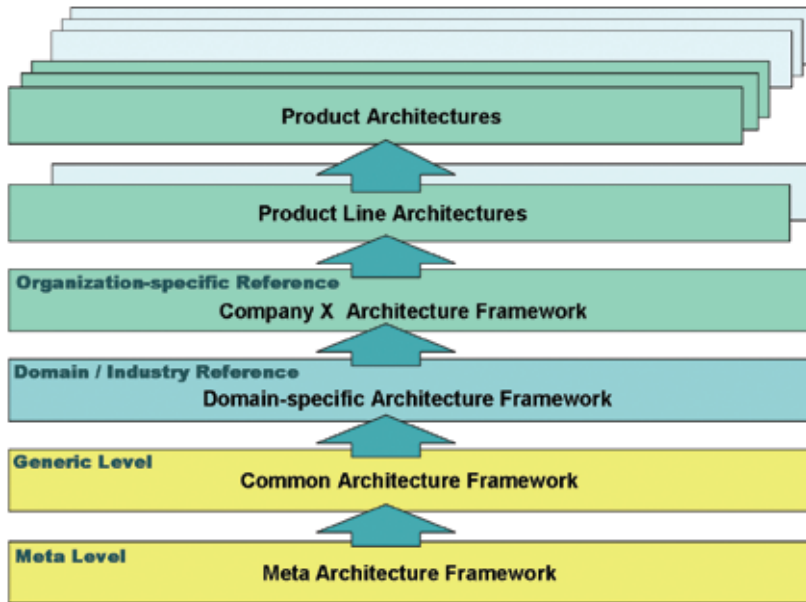 Product Architectures
Product Line Architectures
Organization-specific Reference
Company X Architecture Framework
Domain / Industry Reference
Domain-specific Architecture Framework
Generic Level
Common Architecture Framework
Meta Level
Meta Architecture Framework